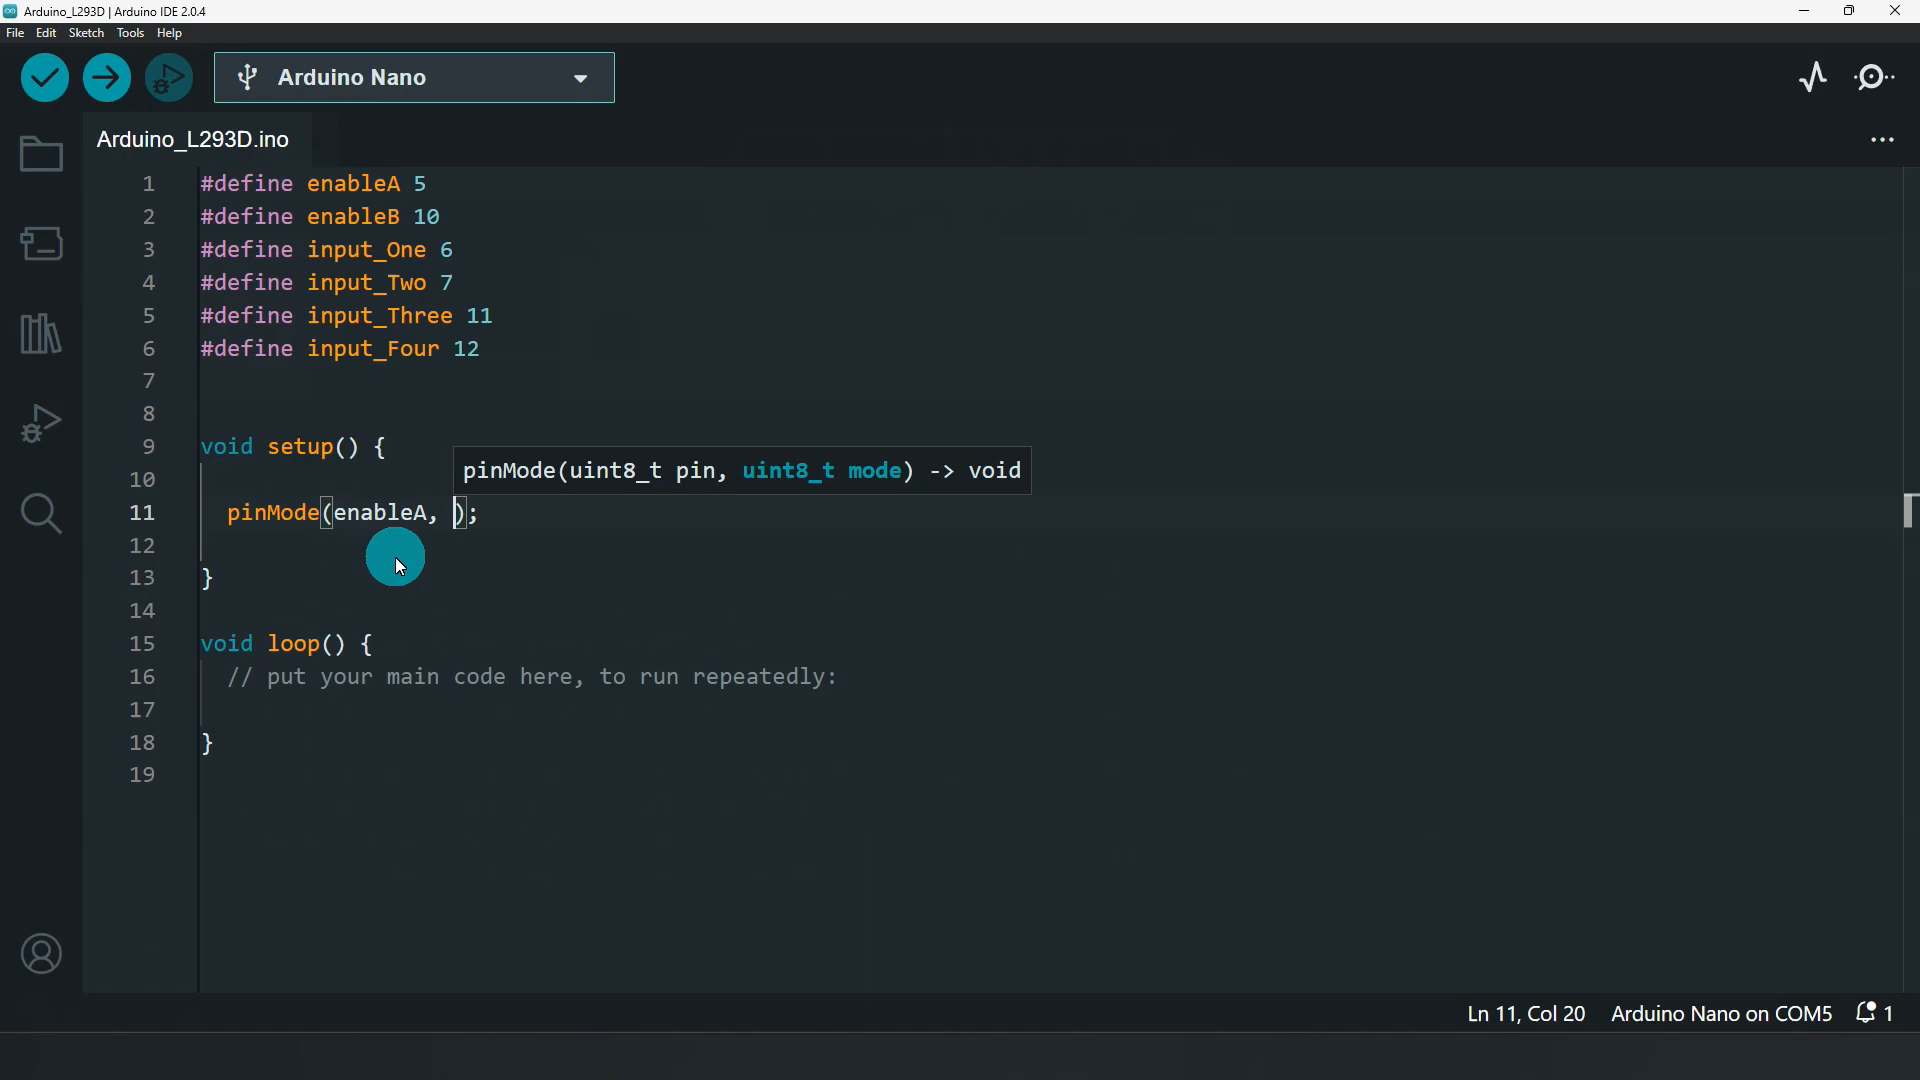 Arduino_L293D | Arduino IDE 2.0.4
File Edit Sketch Tools Help
Arduino Nano
Arduino_L293D.ino
1 #define enableA 5
2 #define enableB 10
3 #define input_One 6
4 #define input_Two 7
5 #define input_Three 11
6 #define input_Four 12
7
8
9 void setup() {
pinMode(uint8_t pin, uint8_t mode) -> void
10
11 pinMode(enableA, );
12
13 }
14
15 void loop() {
16 // put your main code here, to run repeatedly:
17
18 }
19
Ln 11, Col 20 Arduino Nano on COM5 1